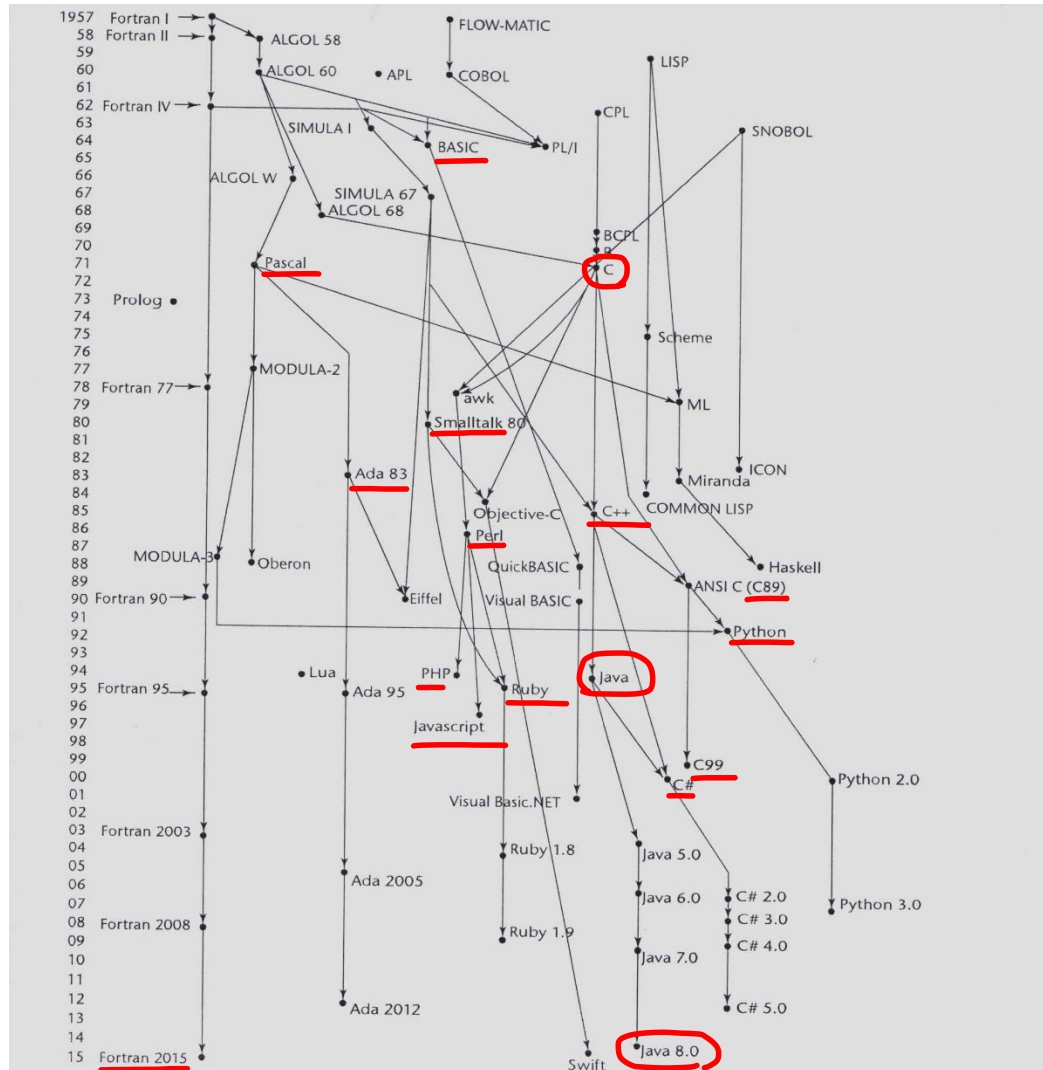 1957 Fortran I FLOW-MATIC
58 Fortran II ALGOL 58
59 LISP
60 ALGOL 60 APL COBOL
61
62 Fortran IV CPL
63 SIMULA I SNOBOL
64 BASIC PL/I
65
66 ALGOL W
67 SIMULA 67
68 ALGOL 68
69 BCPL
70 B
71 Pascal C
72
73 Prolog
74
75 Scheme
76
77 MODULA-2
78 Fortran 77 awk
79 ML
80 Smalltalk 80
81
82 ICON
83 Ada 83 Miranda
84 COMMON LISP
85 Objective-C C++
86 Perl
87 MODULA-3
88 Oberon QuickBASIC Haskell
89 ANSI C (C89)
90 Fortran 90 Eiffel Visual BASIC
91
92 Python
93
94 Lua PHP Java
95 Fortran 95 Ada 95 Ruby
96
97 Javascript
98
99 C99
00 C# Python 2.0
01 Visual Basic.NET
02
03 Fortran 2003
04 Ruby 1.8 Java 5.0
05 Ada 2005
06
07 Java 6.0 C# 2.0 Python 3.0
08 Fortran 2008 C# 3.0
09 Ruby 1.9 C# 4.0
10 Java 7.0
11
12 Ada 2012 C# 5.0
13
14 Java 8.0
15 Fortran 2015 Swift